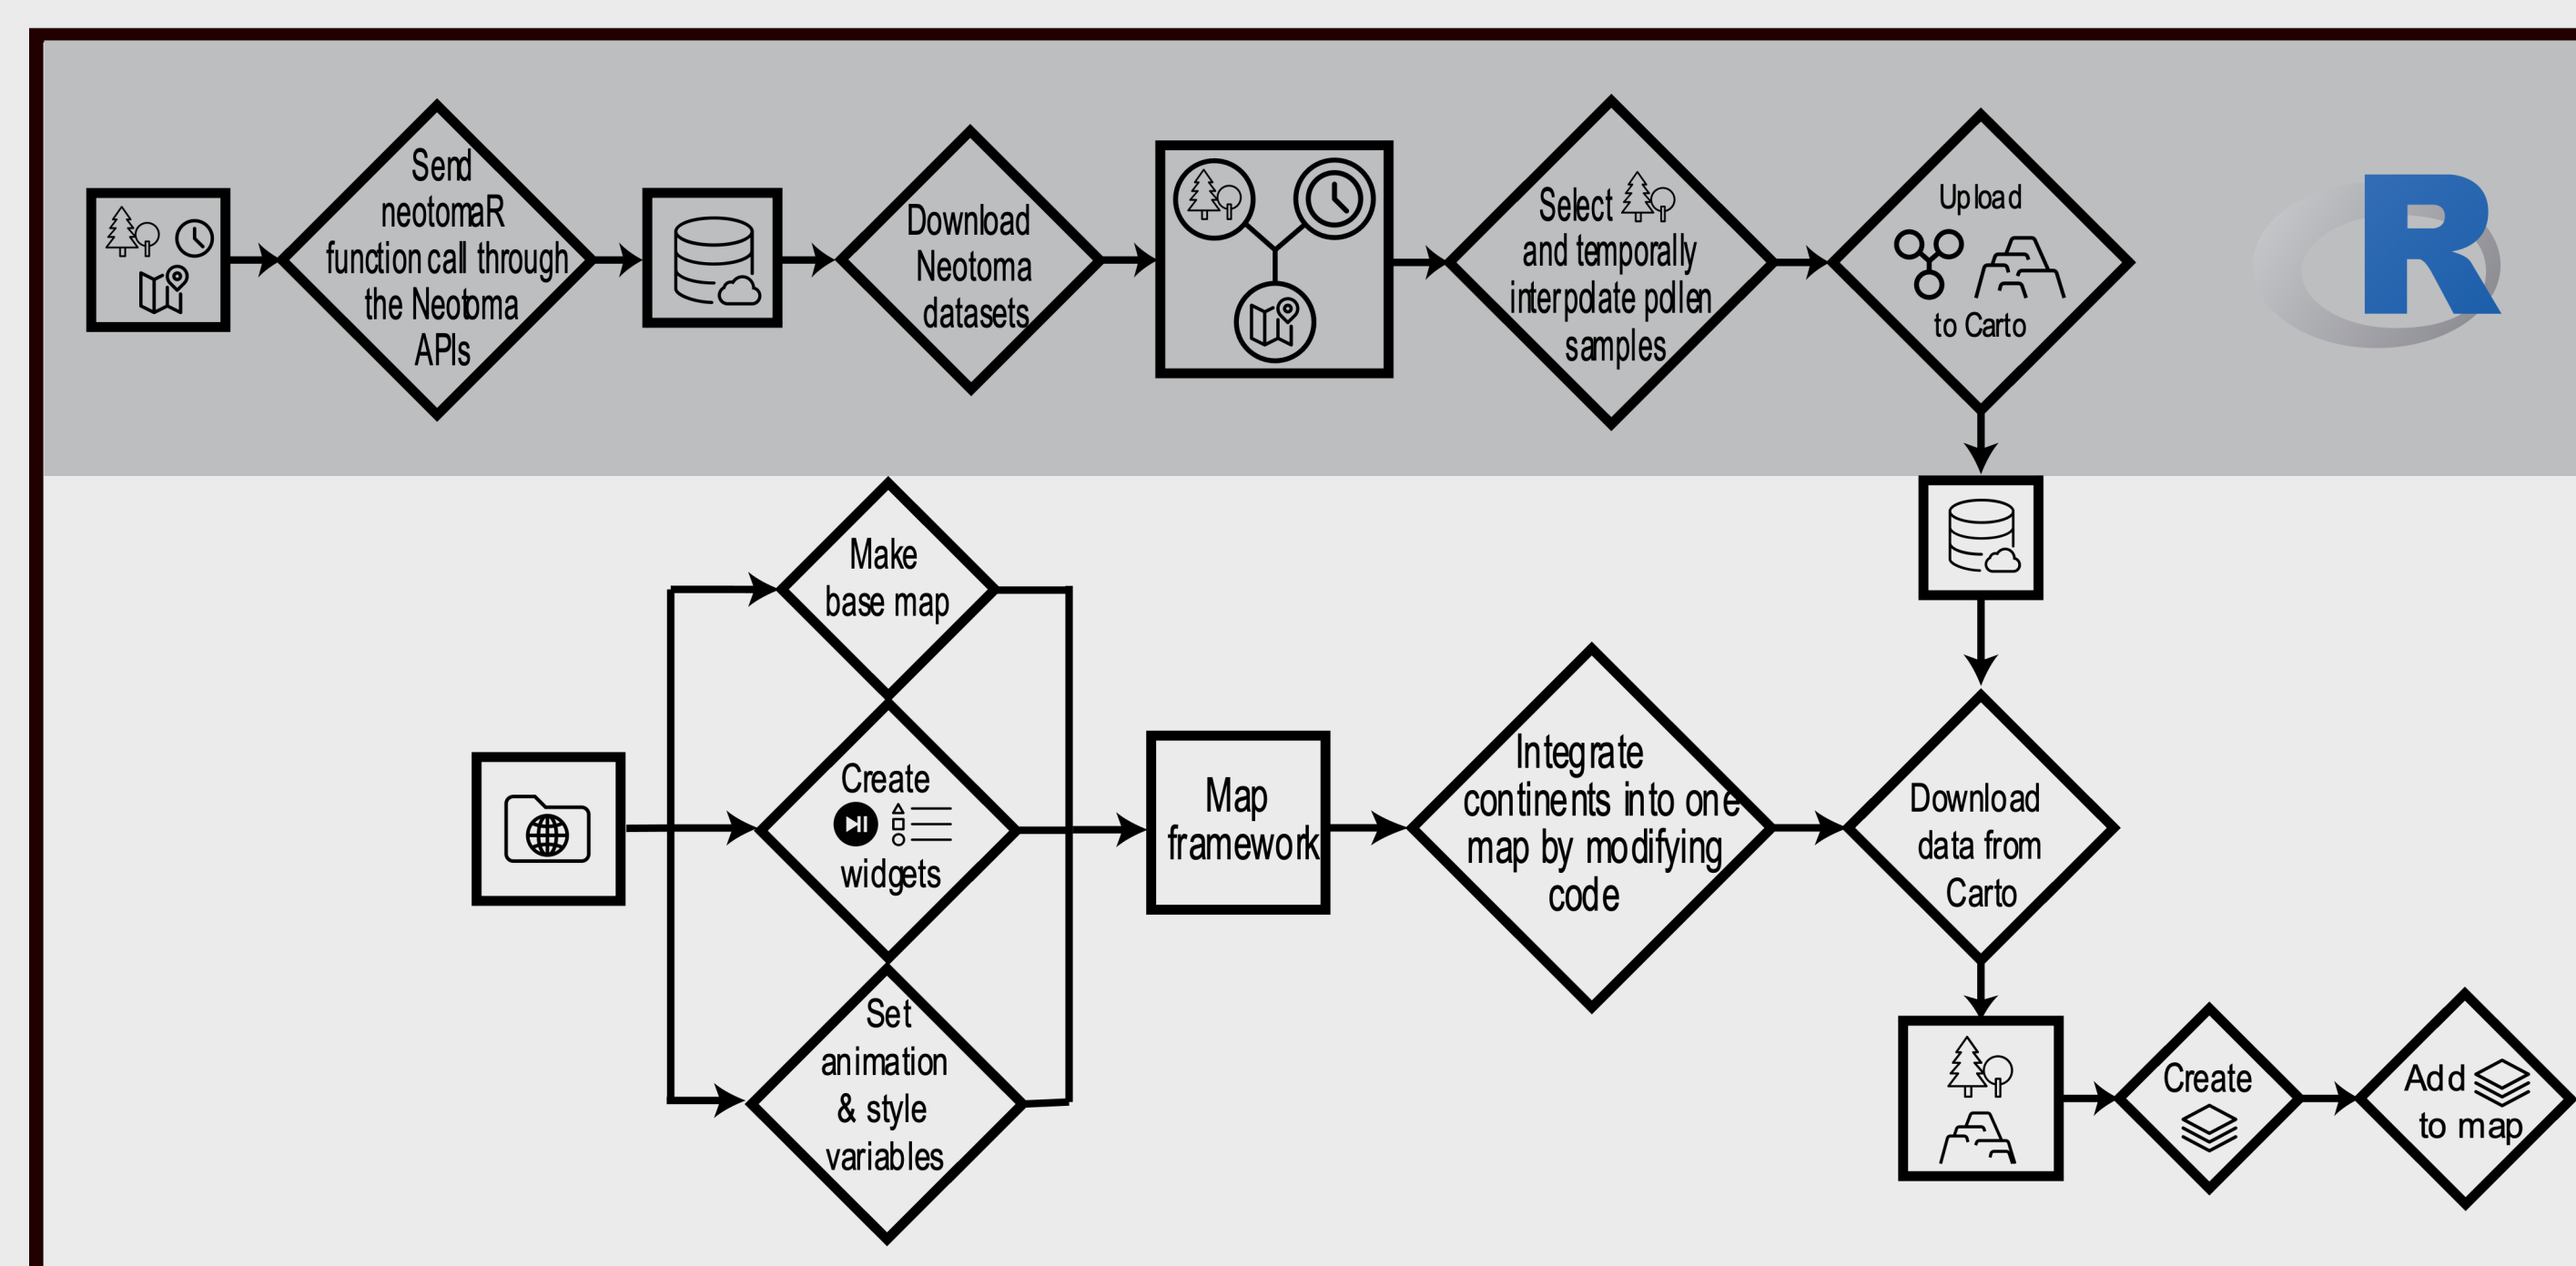 Send
neotomaR
function call through
the Neotoma
APIs
Download
Neotoma
datasets
Select
and temporally
interpolate pollen
samples
Upload
to Carto
R
Make
base map
Create
widgets
Set
animation
& style
variables
Map
framework
Integrate
continents into one
map by modifying
code
Download
data from
Carto
Create
Add
to map